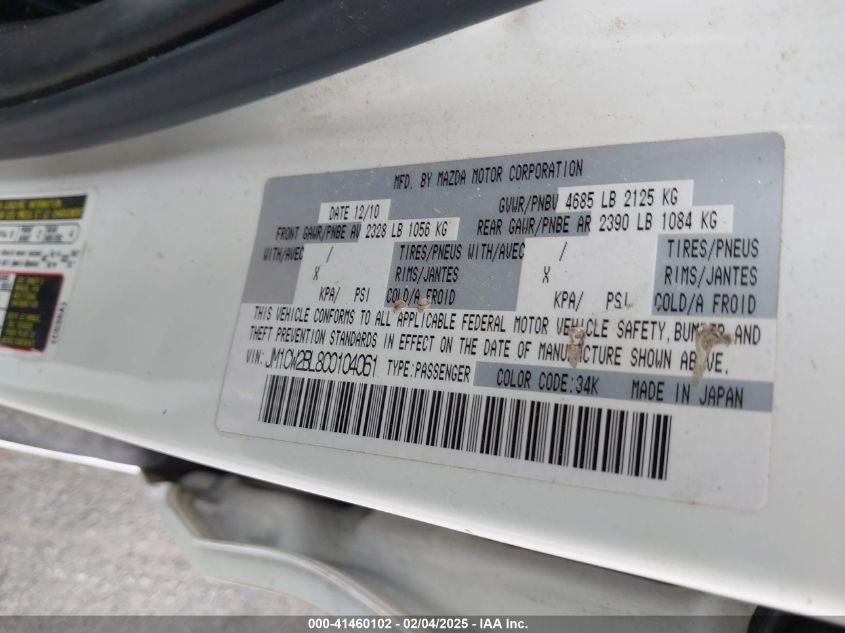 MFD. BY MAZDA MOTOR CORPORATION
DATE 12/10 GVWR/PNBV 4685 LB 2125 KG
FRONT GAWR/PNBE AV 2328 LB 1056 KG REAR GAWR/PNBE AR 2390 LB 1084 KG
WITH/AVEC / TIRES/PNEUS WITH/AVEC / TIRES/PNEUS
X RIMS/JANTES X RIMS/JANTES
KPA/ PSI COLD/A FROID KPA/ PSI COLD/A FROID
THIS VEHICLE CONFORMS TO ALL APPLICABLE FEDERAL MOTOR VEHICLE SAFETY, BUMPER, AND
THEFT PREVENTION STANDARDS IN EFFECT ON THE DATE OF MANUFACTURE SHOWN ABOVE.
VIN: JM1CW2BL8C0104061 TYPE:PASSENGER COLOR CODE:34K MADE IN JAPAN
000-41460102 - 02/04/2025 - IAA Inc.